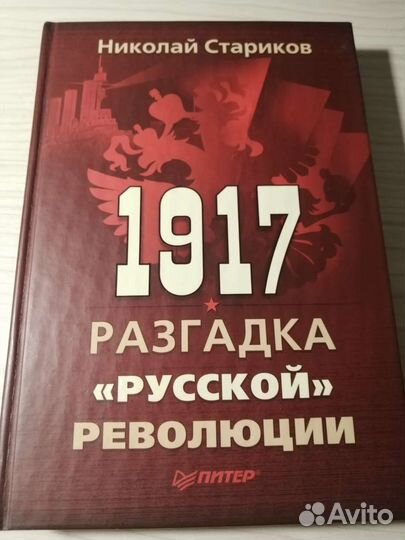 Николай Стариков
1917
РАЗГАДКА
«РУССКОЙ»
РЕВОЛЮЦИИ
ПИТЕР®
Avito